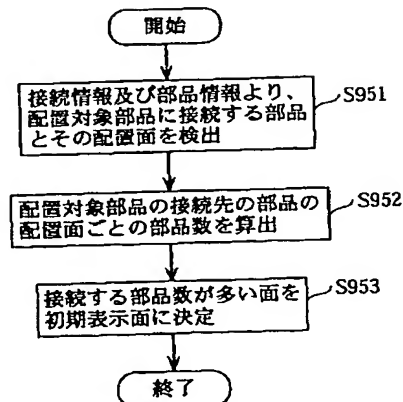 開始
接続情報及び部品情報より、
配置対象部品に接続する部品
とその配置面を検出
S951
配置対象部品の接続先の部品の
配置面ごとの部品数を算出
S952
接続する部品数が多い面を
初期表示面に決定
S953
終了